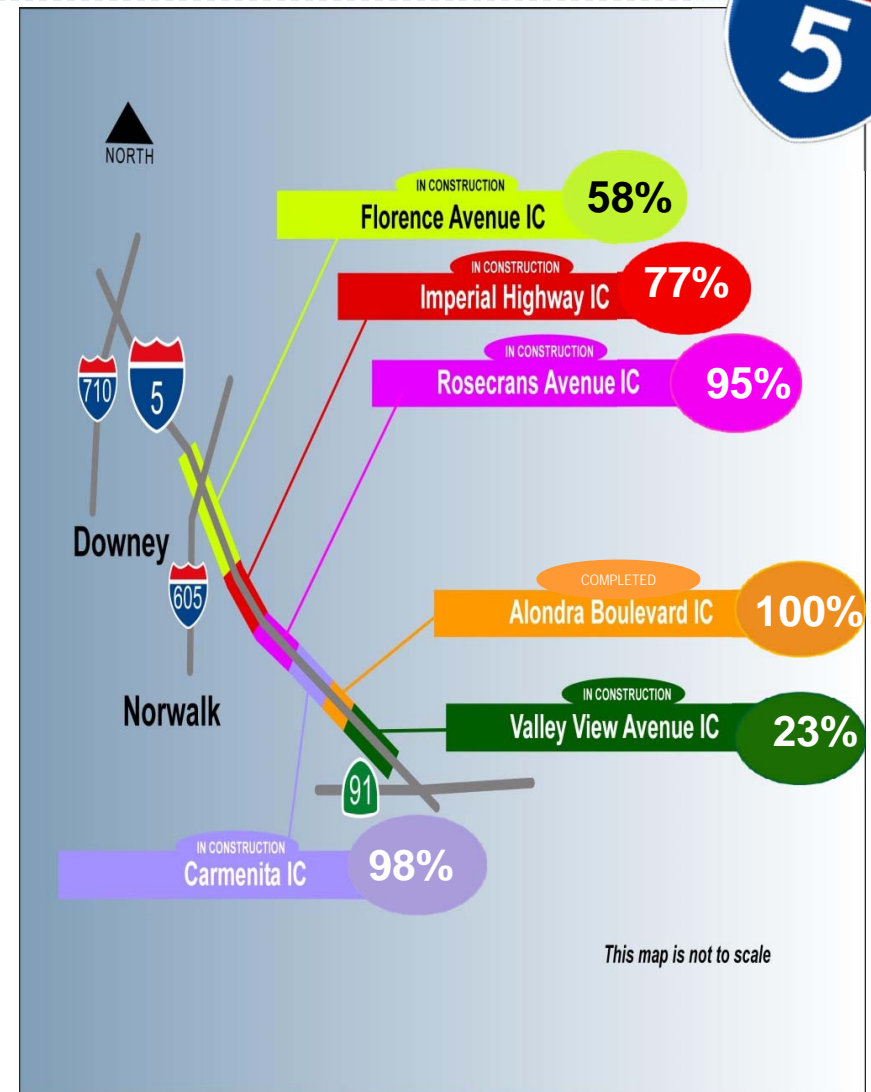 5
NORTH
IN CONSTRUCTION
Florence Avenue IC
58%
IN CONSTRUCTION
Imperial Highway IC
77%
IN CONSTRUCTION
Rosecrans Avenue IC
95%
710
5
Downey
605
COMPLETED
Alondra Boulevard IC
100%
Norwalk
IN CONSTRUCTION
Valley View Avenue IC
23%
91
IN CONSTRUCTION
Carmenita IC
98%
This map is not to scale